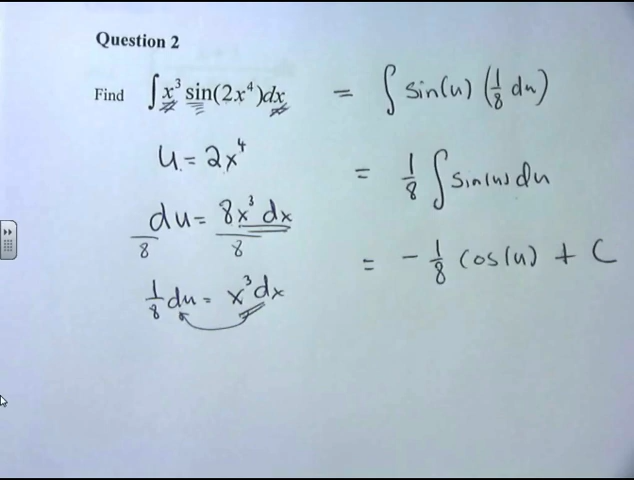 Question 2
Find ∫x³ sin(2x⁴)dx = ∫ sin(u) (1/8 du)
u = 2x⁴
= 1/8 ∫ sin(u) du
du/8 = 8x³ dx/8
= - 1/8 cos(u) + C
1/8 du = x³dx